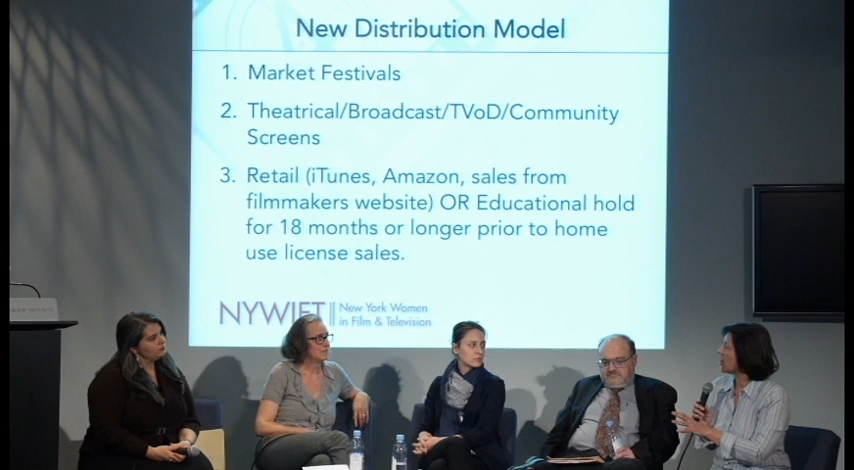 New Distribution Model
1. Market Festivals
2. Theatrical/Broadcast/TVoD/Community
Screens
3. Retail (iTunes, Amazon, sales from
filmmakers website) OR Educational hold
for 18 months or longer prior to home
use license sales.
NYWIFT New York Women
in Film & Television